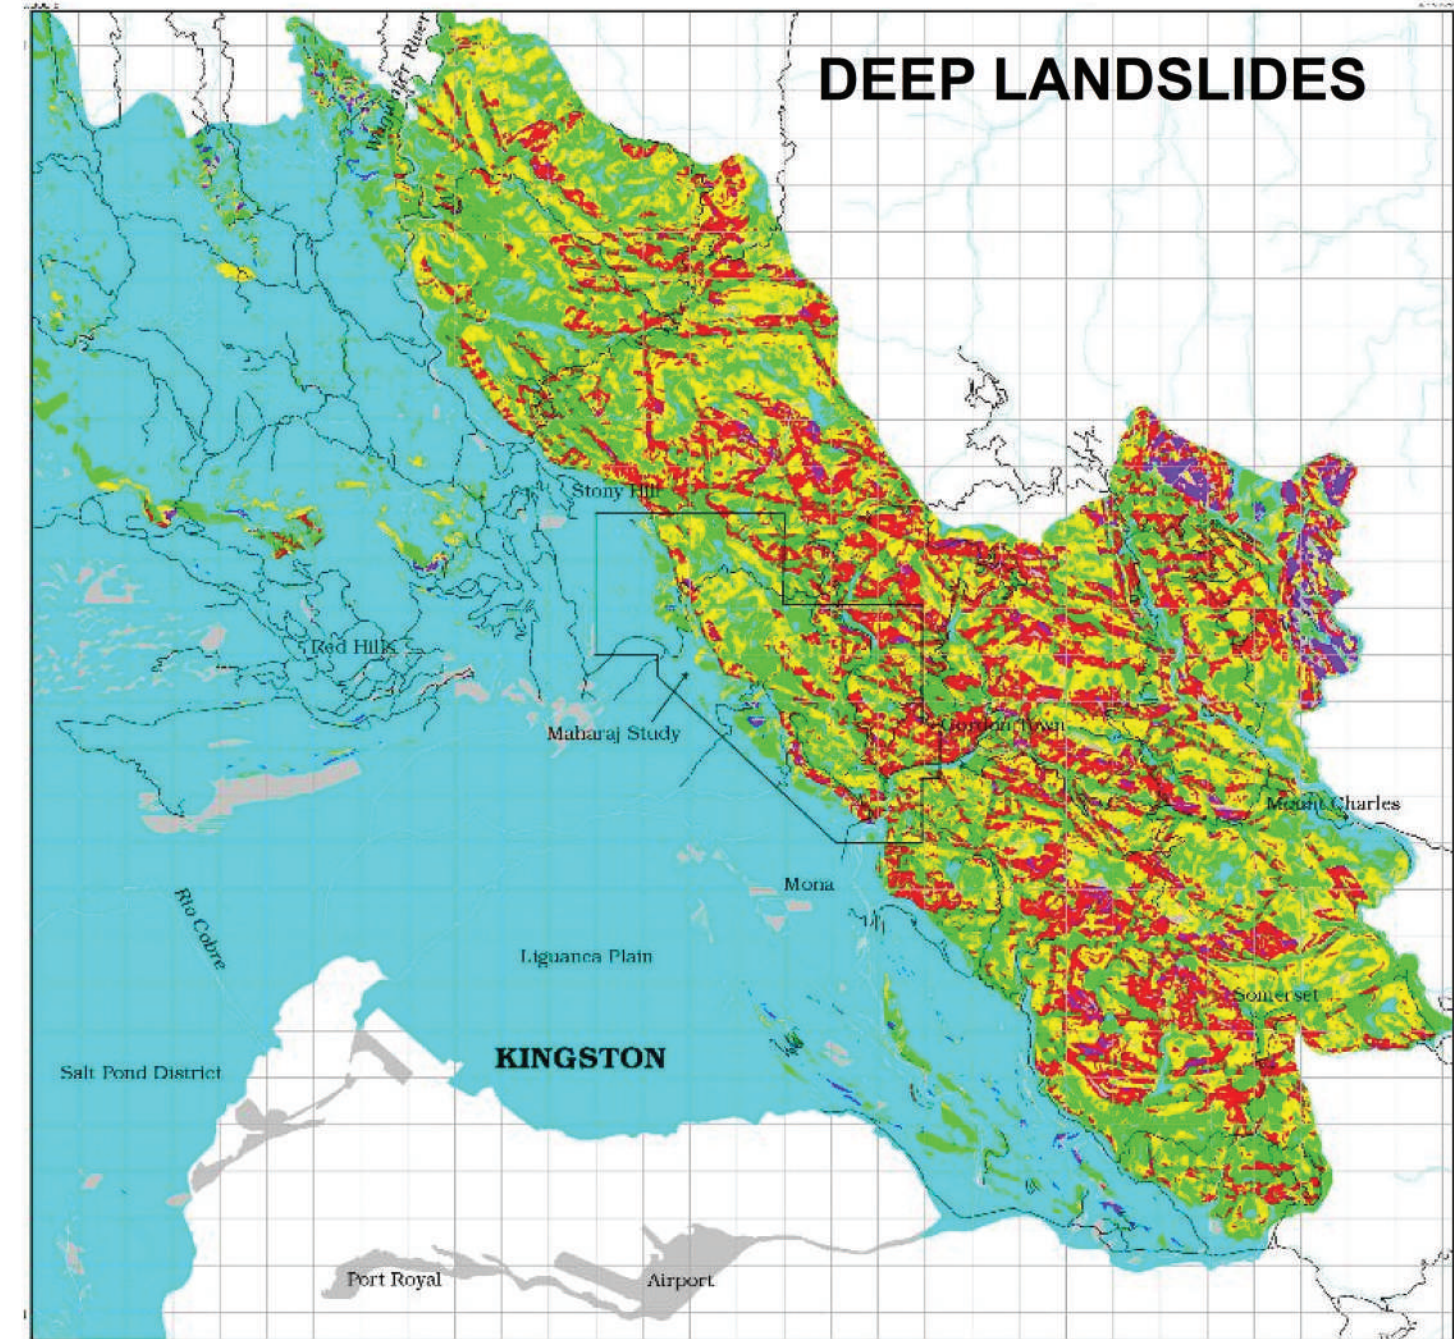 DEEP LANDSLIDES
Stony Hill
Red Hills
Maharaj Study
Gordon Town
Mount Charles
Mona
Rio Cobre
Liguanea Plain
Somerset
KINGSTON
Salt Pond District
Port Royal
Airport